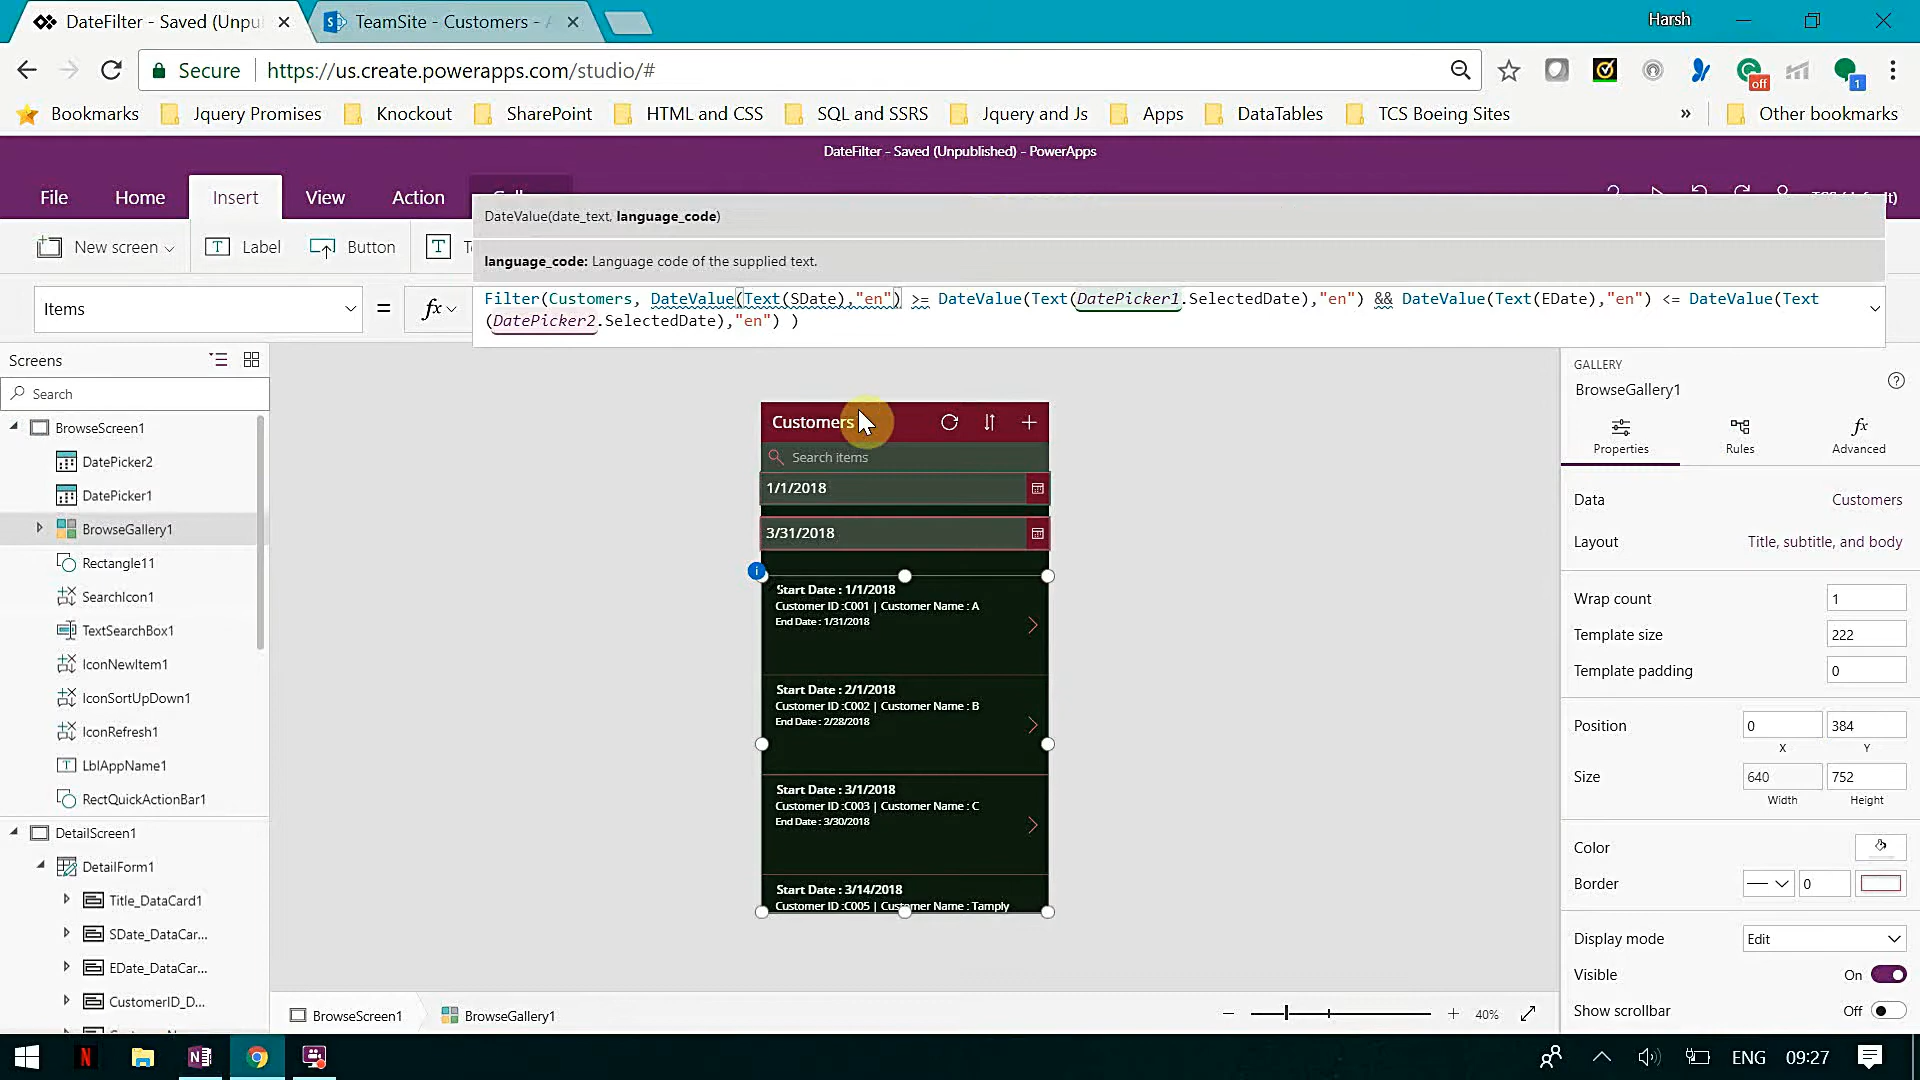 DateFilter - Saved (Unpu
TeamSite - Customers -
Harsh
Secure
https://us.create.powerapps.com/studio/#
off
1
Bookmarks
Jquery Promises
Knockout
SharePoint
HTML and CSS
SQL and SSRS
Jquery and Js
Apps
DataTables
TCS Boeing Sites
»
Other bookmarks
DateFilter - Saved (Unpublished) - PowerApps
File
Home
Insert
View
Action
New screen
Label
Button
DateValue(date_text, language_code)
language_code: Language code of the supplied text.
Items
=
fx
Filter(Customers, DateValue(Text(SDate),"en") >= DateValue(Text(DatePicker1.SelectedDate),"en") && DateValue(Text(EDate),"en") <= DateValue(Text
(DatePicker2.SelectedDate),"en") )
Screens
Search
BrowseScreen1
DatePicker2
DatePicker1
BrowseGallery1
Rectangle11
SearchIcon1
TextSearchBox1
IconNewItem1
IconSortUpDown1
IconRefresh1
LblAppName1
RectQuickActionBar1
DetailScreen1
DetailForm1
Title_DataCard1
SDate_DataCar...
EDate_DataCar...
CustomerID_D...
Customers
Search items
1/1/2018
3/31/2018
Start Date : 1/1/2018
Customer ID :C001 | Customer Name : A
End Date : 1/31/2018
Start Date : 2/1/2018
Customer ID :C002 | Customer Name : B
End Date : 2/28/2018
Start Date : 3/1/2018
Customer ID :C003 | Customer Name : C
End Date : 3/30/2018
Start Date : 3/14/2018
Customer ID :C005 | Customer Name : Tamply
GALLERY
BrowseGallery1
Properties
Rules
fx
Advanced
Data
Customers
Layout
Title, subtitle, and body
Wrap count
1
Template size
222
Template padding
0
Position
0
384
X
Y
Size
640
752
Width
Height
Color
Border
0
Display mode
Edit
Visible
On
Show scrollbar
Off
BrowseScreen1
BrowseGallery1
40%
ENG
09:27